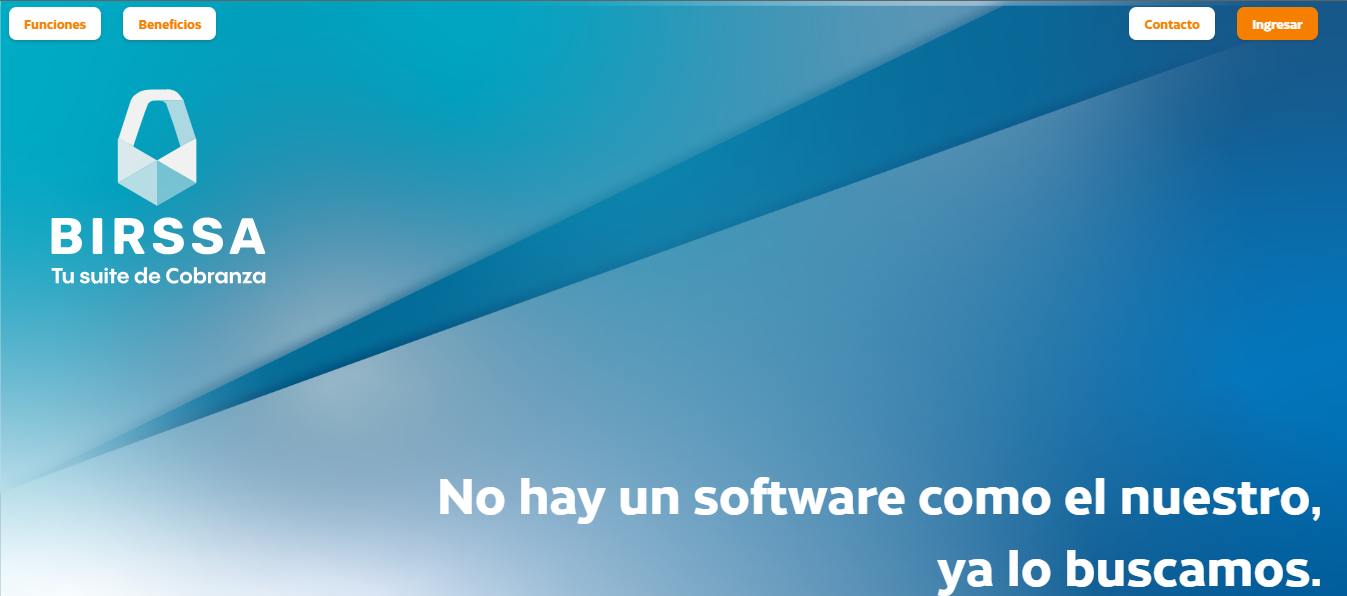 Funciones
Beneficios
Contacto
Ingresar
BIRSSA
Tu suite de Cobranza
No hay un software como el nuestro,
ya lo buscamos.